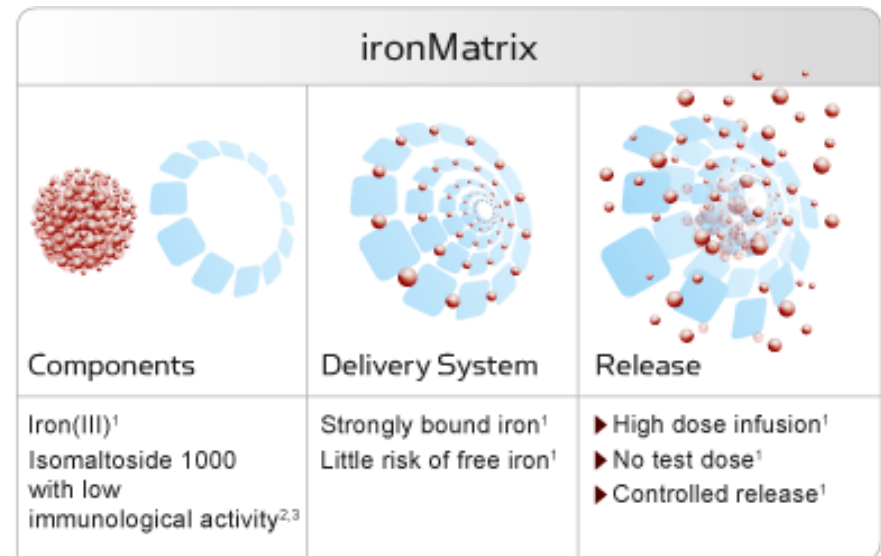 ironMatrix
Components
Delivery System
Release
Iron(III)¹
Isomaltoside 1000
with low
immunological activity²,³
Strongly bound iron¹
Little risk of free iron¹
High dose infusion¹
No test dose¹
Controlled release¹